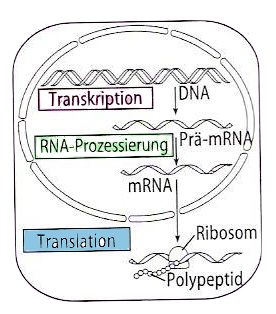 DNA
Transkription
Prä-mRNA
RNA-Prozessierung
mRNA
Ribosom
Translation
Polypeptid